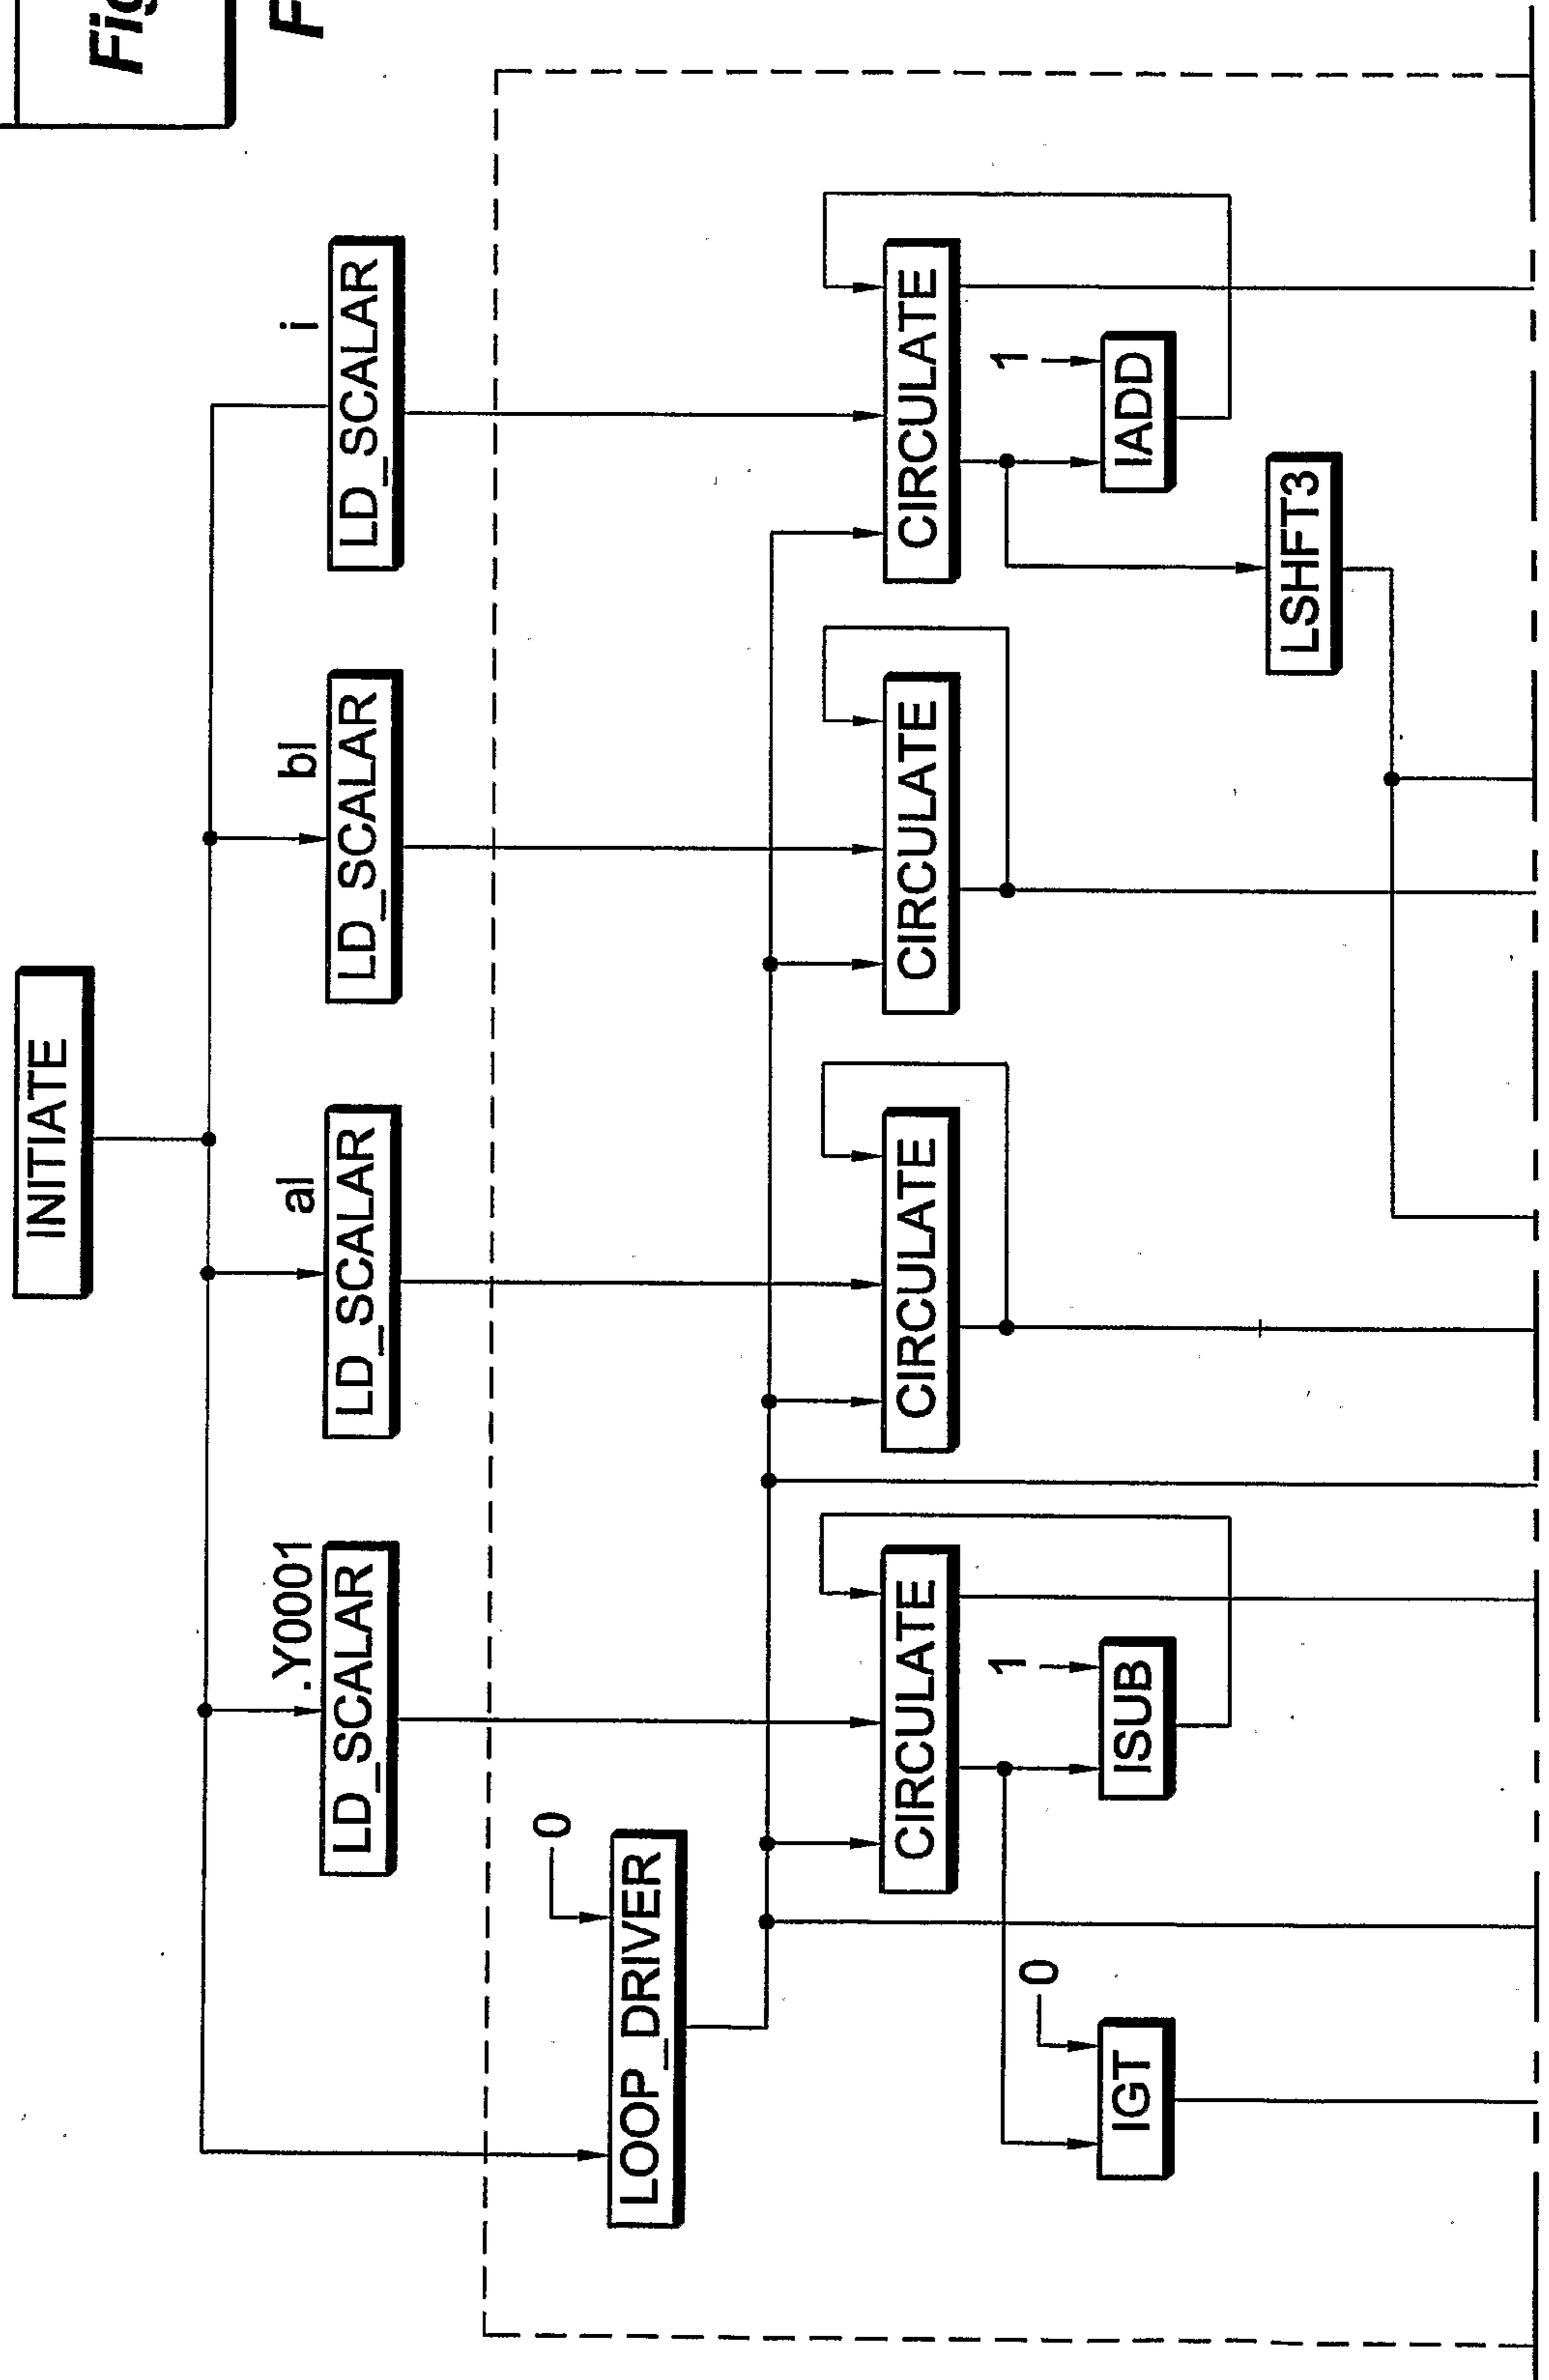 Fig
F
INITIATE
.Y0001
al
bl
i
LD_SCALAR
LD_SCALAR
LD_SCALAR
LD_SCALAR
0
LOOP_DRIVER
CIRCULATE
CIRCULATE
CIRCULATE
CIRCULATE
0
1
1
IGT
ISUB
IADD
LSHFT3